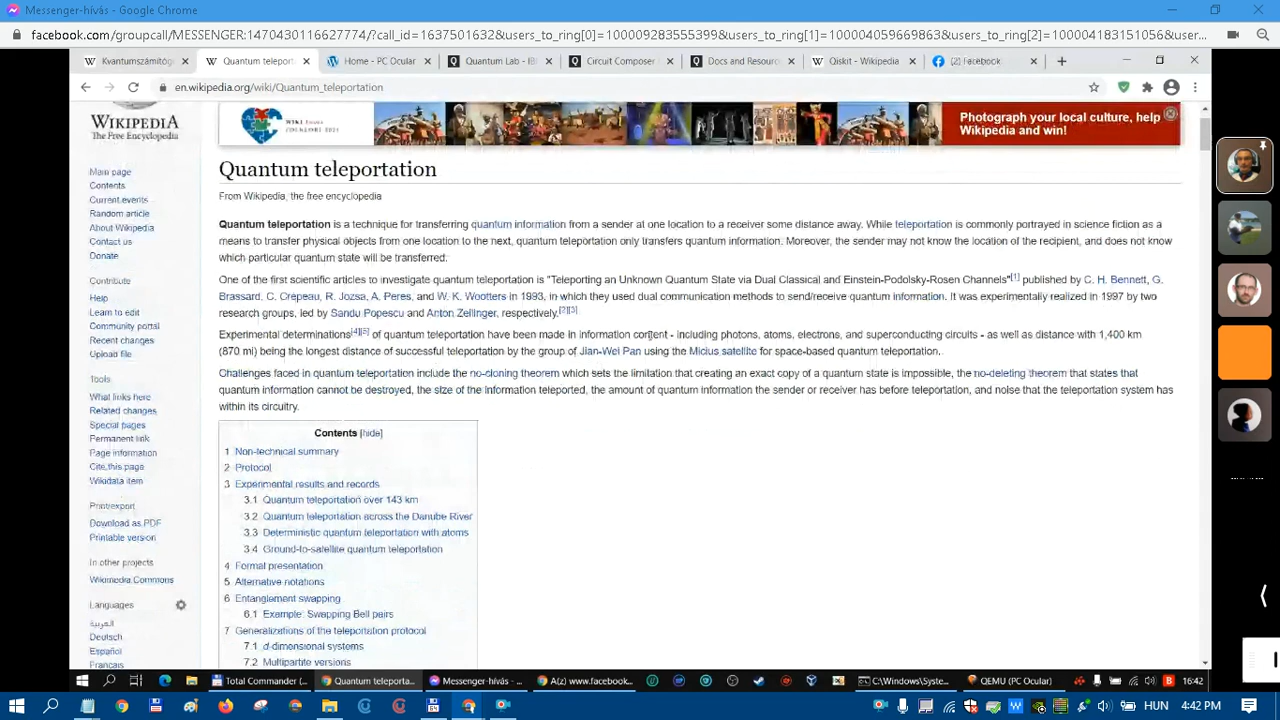 Messenger-hívás - Google Chrome
facebook.com/groupcall/MESSENGER:1470430116627774/?call_id=1637501632&users_to_ring[0]=100009283555399&users_to_ring[1]=100004059669863&users_to_ring[2]=100004183151056&user...
Kvantumszámítóg
Quantum teleportat
Home - PC Ocular
Quantum Lab - IB
Circuit Composer
Docs and Resourc
Qiskit - Wikipedia
(2) Facebook
en.wikipedia.org/wiki/Quantum_teleportation
WIKIPEDIA
The Free Encyclopedia
Photograph your local culture, help
Wikipedia and win!
Main page
Contents
Current events
Random article
About Wikipedia
Contact us
Donate
Contribute
Help
Learn to edit
Community portal
Recent changes
Upload file
Tools
What links here
Related changes
Special pages
Permanent link
Page information
Cite this page
Wikidata item
Print/export
Download as PDF
Printable version
In other projects
Wikimedia Commons
Languages
العربية
Deutsch
Español
Français
Quantum teleportation
From Wikipedia, the free encyclopedia
Quantum teleportation is a technique for transferring quantum information from a sender at one location to a receiver some distance away. While teleportation is commonly portrayed in science fiction as a
means to transfer physical objects from one location to the next, quantum teleportation only transfers quantum information. Moreover, the sender may not know the location of the recipient, and does not know
which particular quantum state will be transferred.
One of the first scientific articles to investigate quantum teleportation is "Teleporting an Unknown Quantum State via Dual Classical and Einstein-Podolsky-Rosen Channels"[1] published by C. H. Bennett, G.
Brassard, C. Crépeau, R. Jozsa, A. Peres, and W. K. Wootters in 1993, in which they used dual communication methods to send/receive quantum information. It was experimentally realized in 1997 by two
research groups, led by Sandu Popescu and Anton Zeilinger, respectively.[2][3]
Experimental determinations[4][5] of quantum teleportation have been made in information content - including photons, atoms, electrons, and superconducting circuits - as well as distance with 1,400 km
(870 mi) being the longest distance of successful teleportation by the group of Jian-Wei Pan using the Micius satellite for space-based quantum teleportation.
Challenges faced in quantum teleportation include the no-cloning theorem which sets the limitation that creating an exact copy of a quantum state is impossible, the no-deleting theorem that states that
quantum information cannot be destroyed, the size of the information teleported, the amount of quantum information the sender or receiver has before teleportation, and noise that the teleportation system has
within its circuitry.
Contents [hide]
1 Non-technical summary
2 Protocol
3 Experimental results and records
3.1 Quantum teleportation over 143 km
3.2 Quantum teleportation across the Danube River
3.3 Deterministic quantum teleportation with atoms
3.4 Ground-to-satellite quantum teleportation
4 Formal presentation
5 Alternative notations
6 Entanglement swapping
6.1 Example: Swapping Bell pairs
7 Generalizations of the teleportation protocol
7.1 d-dimensional systems
7.2 Multipartite versions
Total Commander (...
Quantum teleporta...
Messenger-hívás - ...
A(z) www.facebook...
C:\Windows\Syste...
QEMU (PC Ocular)
16:42
HUN
4:42 PM